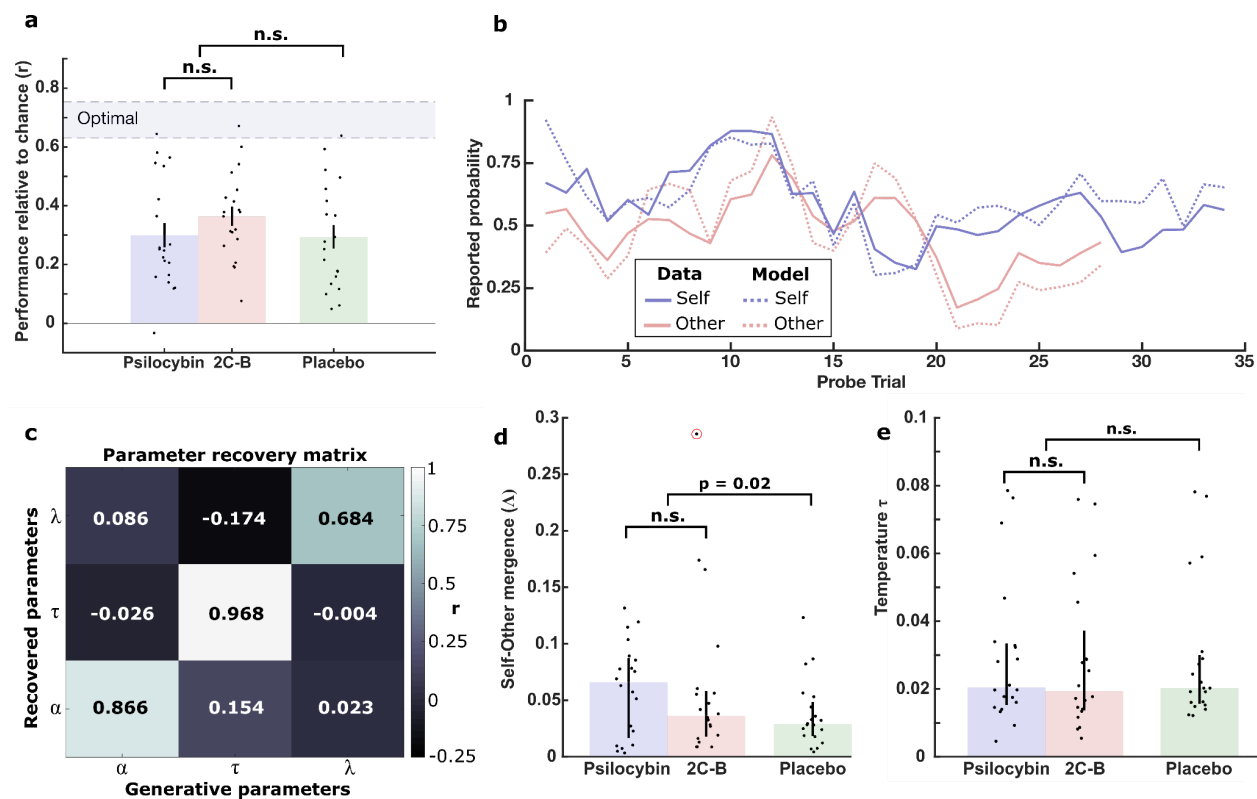 a
n.s.
n.s.
Performance relative to chance (r)
0.8
0.6
0.4
0.2
0
Optimal
Psilocybin 2C-B Placebo
b
Reported probability
1
0.75
0.5
0.25
0
Data Model
Self Self
Other Other
0 5 10 15 20 25 30 35
Probe Trial
c
Parameter recovery matrix
Recovered parameters
λ
τ
α
0.086 -0.174 0.684
-0.026 0.968 -0.004
0.866 0.154 0.023
α τ λ
Generative parameters
1
0.75
0.5
r
0.25
0
-0.25
d
Self-Other mergence (Λ)
0.3
0.25
0.2
0.15
0.1
0.05
0
p = 0.02
n.s.
Psilocybin 2C-B Placebo
e
Temperature τ
0.1
0.08
0.06
0.04
0.02
0
n.s.
n.s.
Psilocybin 2C-B Placebo